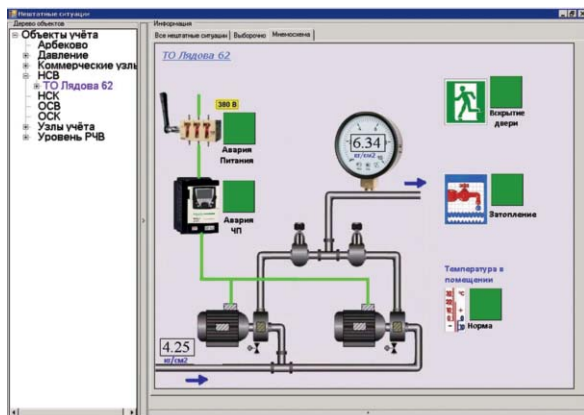 Нештатные ситуации
Дерево объектов
Объекты учёта
Арбеково
Давление
Коммерческие узлы
НСВ
ТО Лядова 62
НСК
ОСВ
ОСК
Узлы учёта
Уровень РЧВ
Информация
Все нештатные ситуации
Выборочно
Мнемосхема
ТО Лядова 62
380 В
Авария
Питания
Авария
ЧП
6.34
кг/см2
Вскрытие
двери
Затопление
Температура в
помещении
Норма
4.25
кг/см2